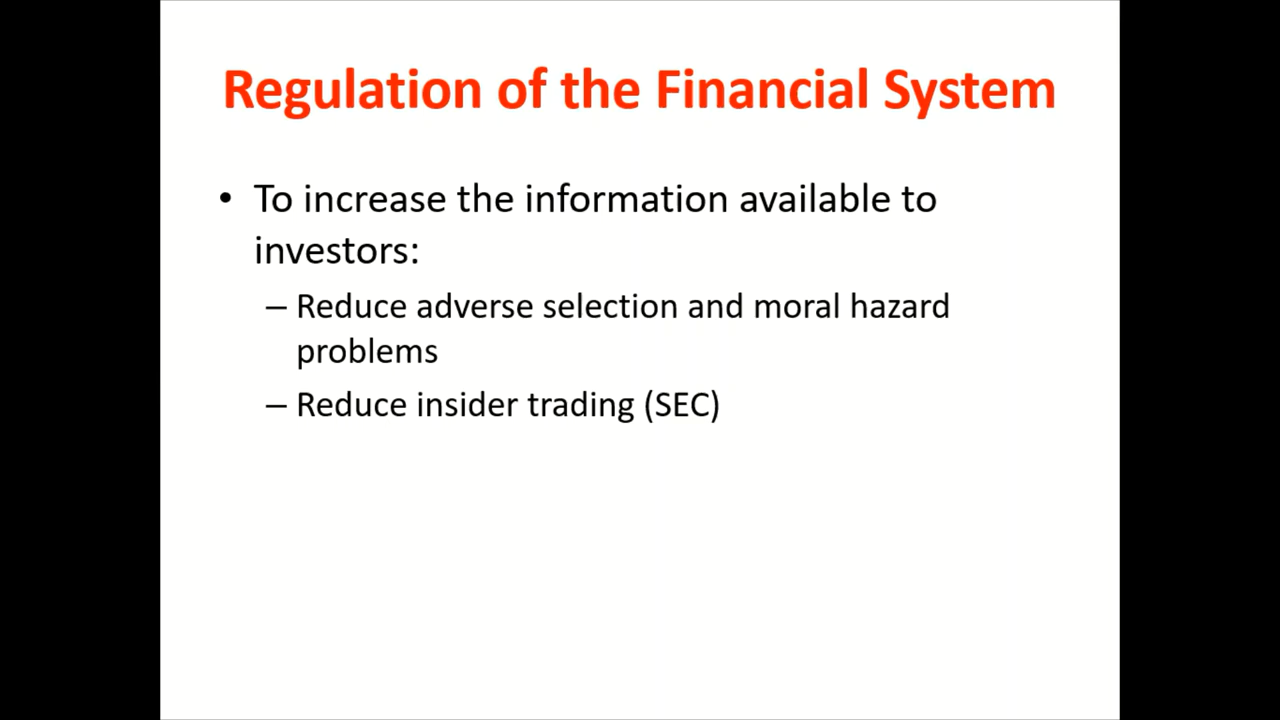 Regulation of the Financial System
• To increase the information available to
investors:
– Reduce adverse selection and moral hazard
problems
– Reduce insider trading (SEC)